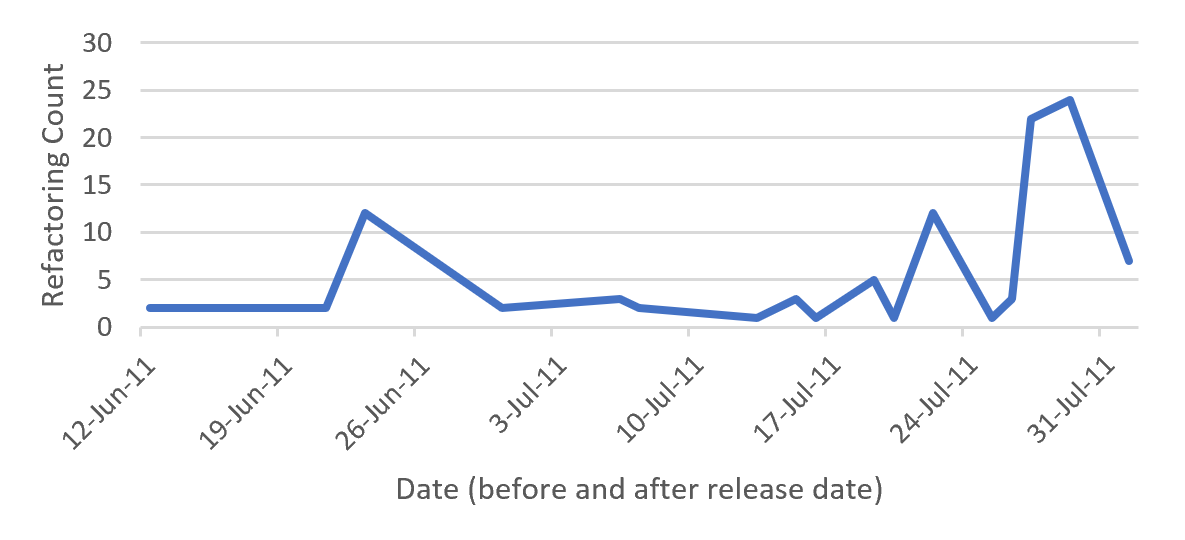 Refactoring Count
30
25
20
15
10
5
0
12-Jun-11
19-Jun-11
26-Jun-11
3-Jul-11
10-Jul-11
17-Jul-11
24-Jul-11
31-Jul-11
Date (before and after release date)